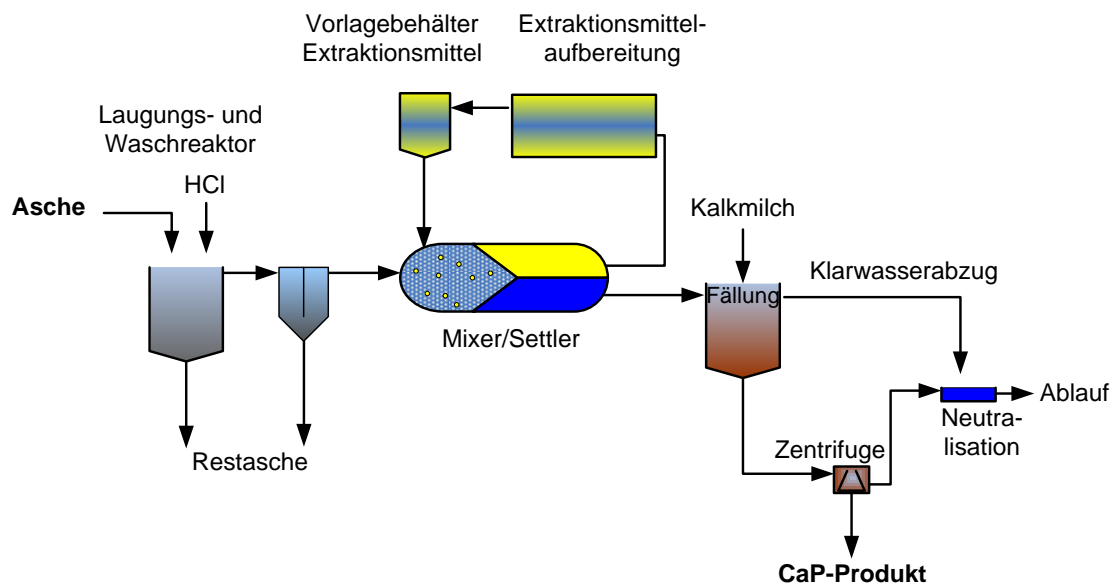 Vorlagebehälter
Extraktionsmittel
Extraktionsmittel-
aufbereitung
Laugungs- und
Waschreaktor
HCl
Asche
Kalkmilch
Klarwasserabzug
Fällung
Mixer/Settler
Ablauf
Neutra-
lisation
Zentrifuge
Restasche
CaP-Produkt